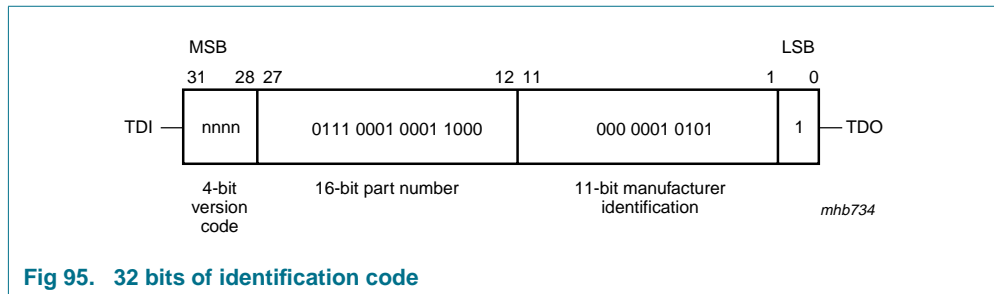 MSB LSB
31 28 27 12 11 1 0
TDI nnnn 0111 0001 0001 1000 000 0001 0101 1 TDO
4-bit 16-bit part number 11-bit manufacturer
version identification
code
mhb734
Fig 95. 32 bits of identification code